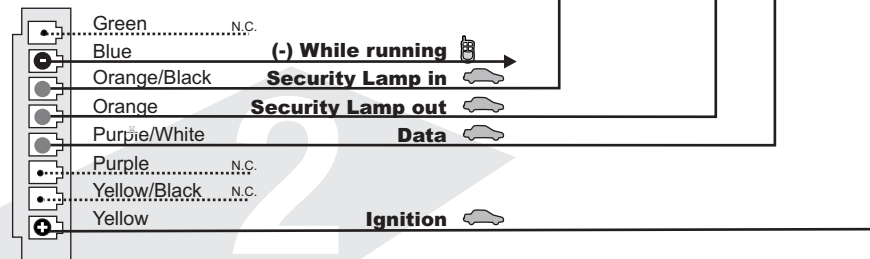 Green N.C.
Blue (-) While running
Orange/Black Security Lamp in
Orange Security Lamp out
Purple/White Data
Purple N.C.
Yellow/Black N.C.
Yellow Ignition
2